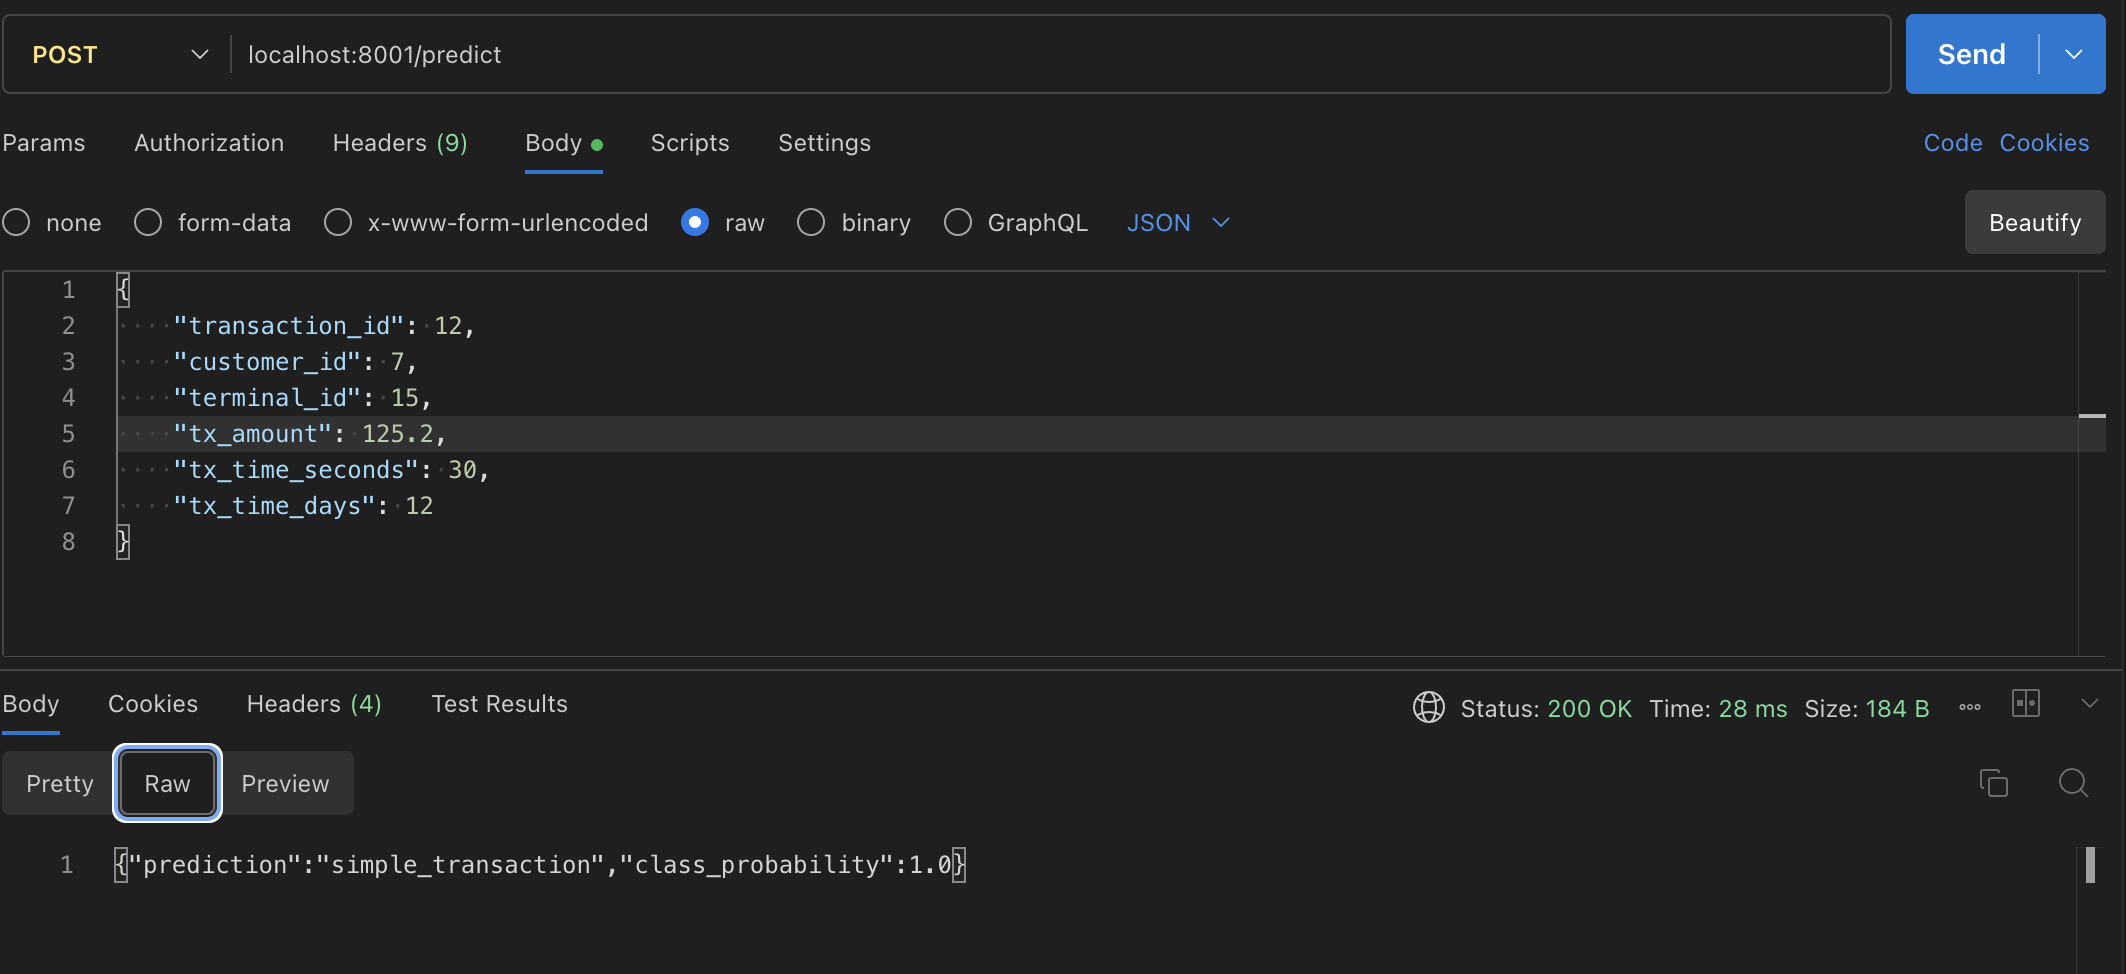 POST localhost:8001/predict Send
Params Authorization Headers (9) Body Scripts Settings Code Cookies
none form-data x-www-form-urlencoded raw binary GraphQL JSON Beautify
1 {
2 "transaction_id": 12,
3 "customer_id": 7,
4 "terminal_id": 15,
5 "tx_amount": 125.2,
6 "tx_time_seconds": 30,
7 "tx_time_days": 12
8 }
Body Cookies Headers (4) Test Results Status: 200 OK Time: 28 ms Size: 184 B
Pretty Raw Preview
1 {"prediction":"simple_transaction","class_probability":1.0}